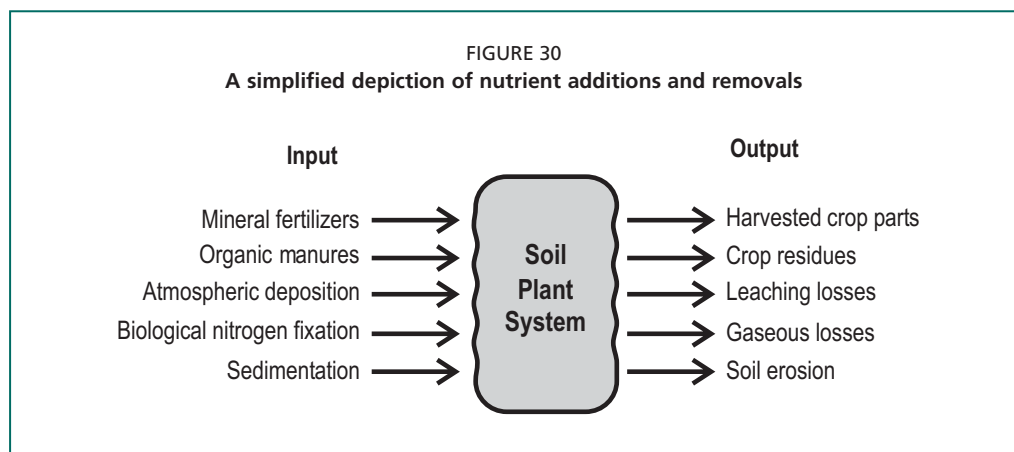 FIGURE 30
A simplified depiction of nutrient additions and removals
Input
Output
Mineral fertilizers
Organic manures
Atmospheric deposition
Biological nitrogen fixation
Sedimentation
Soil
Plant
System
Harvested crop parts
Crop residues
Leaching losses
Gaseous losses
Soil erosion